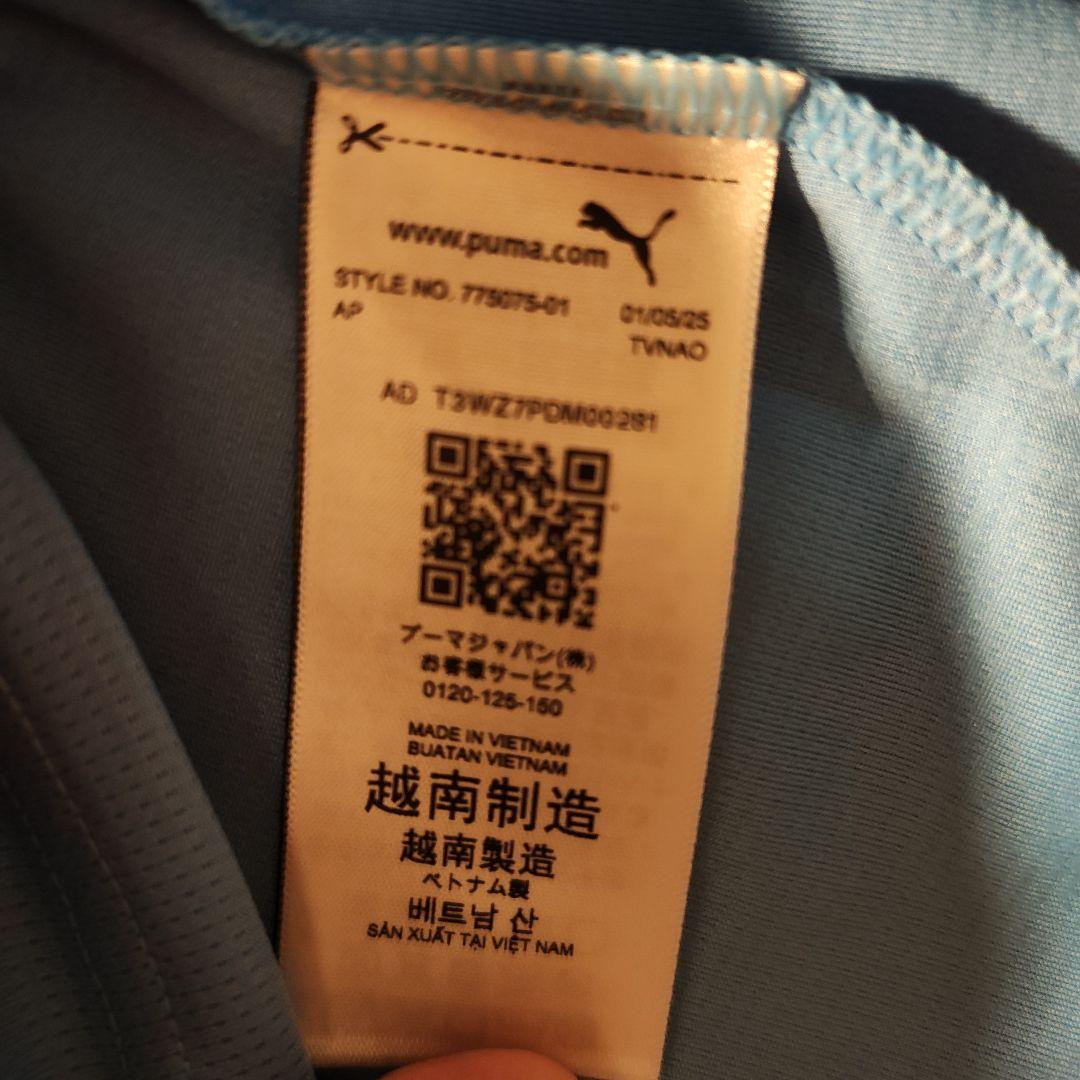 www.puma.com
STYLE NO. 775075-01 01/05/25
AP TVNAO
AD T3WZ7PDM00281
プーマジャパン(株)
お客様サービス
0120-125-150
MADE IN VIETNAM
BUATAN VIETNAM
越南制造
越南製造
ベトナム製
베트남 산
SẢN XUẤT TẠI VIỆT NAM